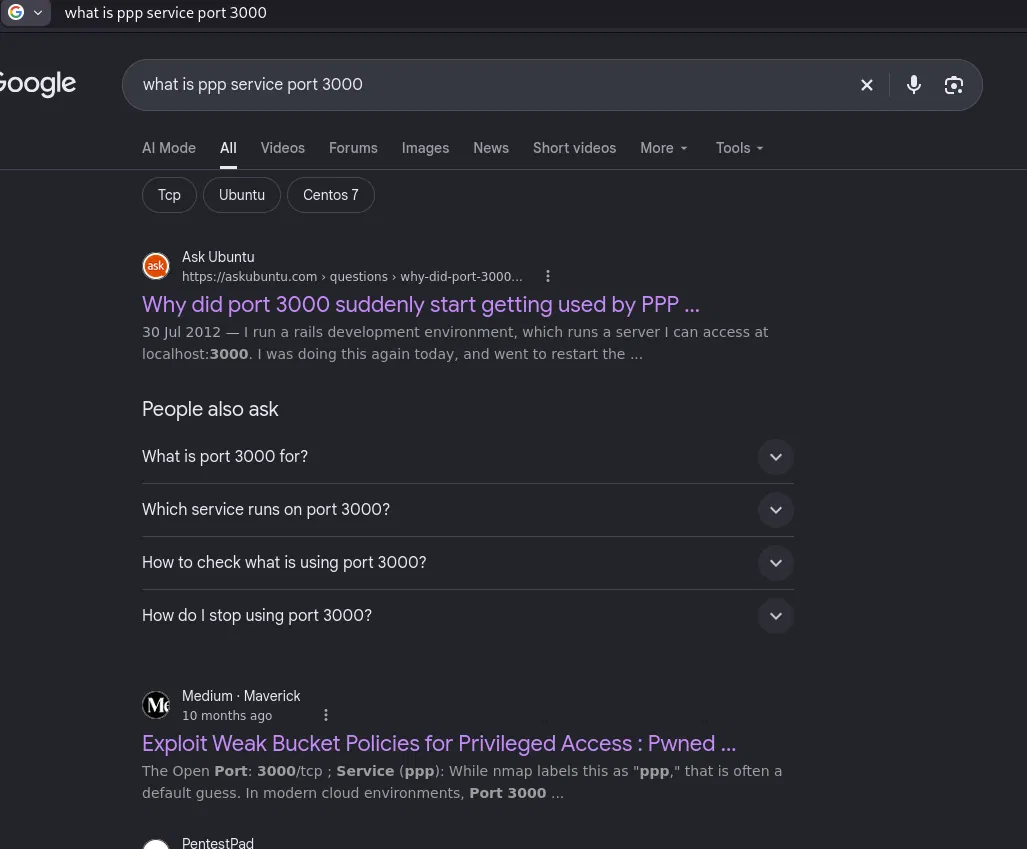 what is ppp service port 3000
Google
what is ppp service port 3000
AI Mode All Videos Forums Images News Short videos More Tools
Tcp Ubuntu Centos 7
ask
Ask Ubuntu
https://askubuntu.com › questions › why-did-port-3000...
Why did port 3000 suddenly start getting used by PPP ...
30 Jul 2012 — I run a rails development environment, which runs a server I can access at
localhost:3000. I was doing this again today, and went to restart the ...
People also ask
What is port 3000 for?
Which service runs on port 3000?
How to check what is using port 3000?
How do I stop using port 3000?
Medium · Maverick
10 months ago
Exploit Weak Bucket Policies for Privileged Access : Pwned ...
The Open Port: 3000/tcp ; Service (ppp): While nmap labels this as "ppp," that is often a
default guess. In modern cloud environments, Port 3000 ...
PentestPad